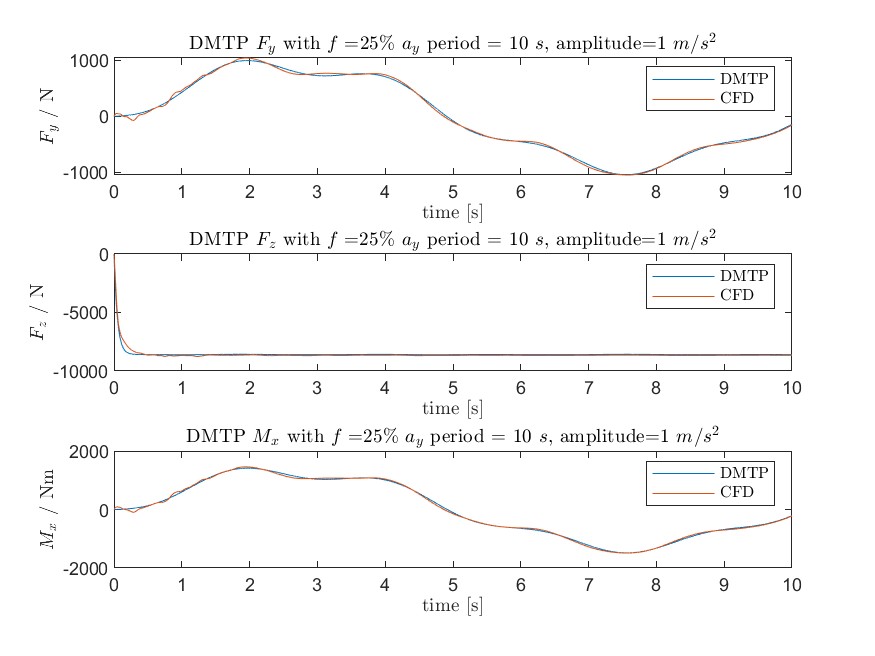 DMTP F_y with f =25% a_y period = 10 s, amplitude=1 m/s²
1000
0
-1000
F_y / N
DMTP
CFD
0 1 2 3 4 5 6 7 8 9 10
time [s]
DMTP F_z with f =25% a_y period = 10 s, amplitude=1 m/s²
0
-5000
-10000
F_z / N
DMTP
CFD
0 1 2 3 4 5 6 7 8 9 10
time [s]
DMTP M_x with f =25% a_y period = 10 s, amplitude=1 m/s²
2000
0
-2000
M_x / Nm
DMTP
CFD
0 1 2 3 4 5 6 7 8 9 10
time [s]